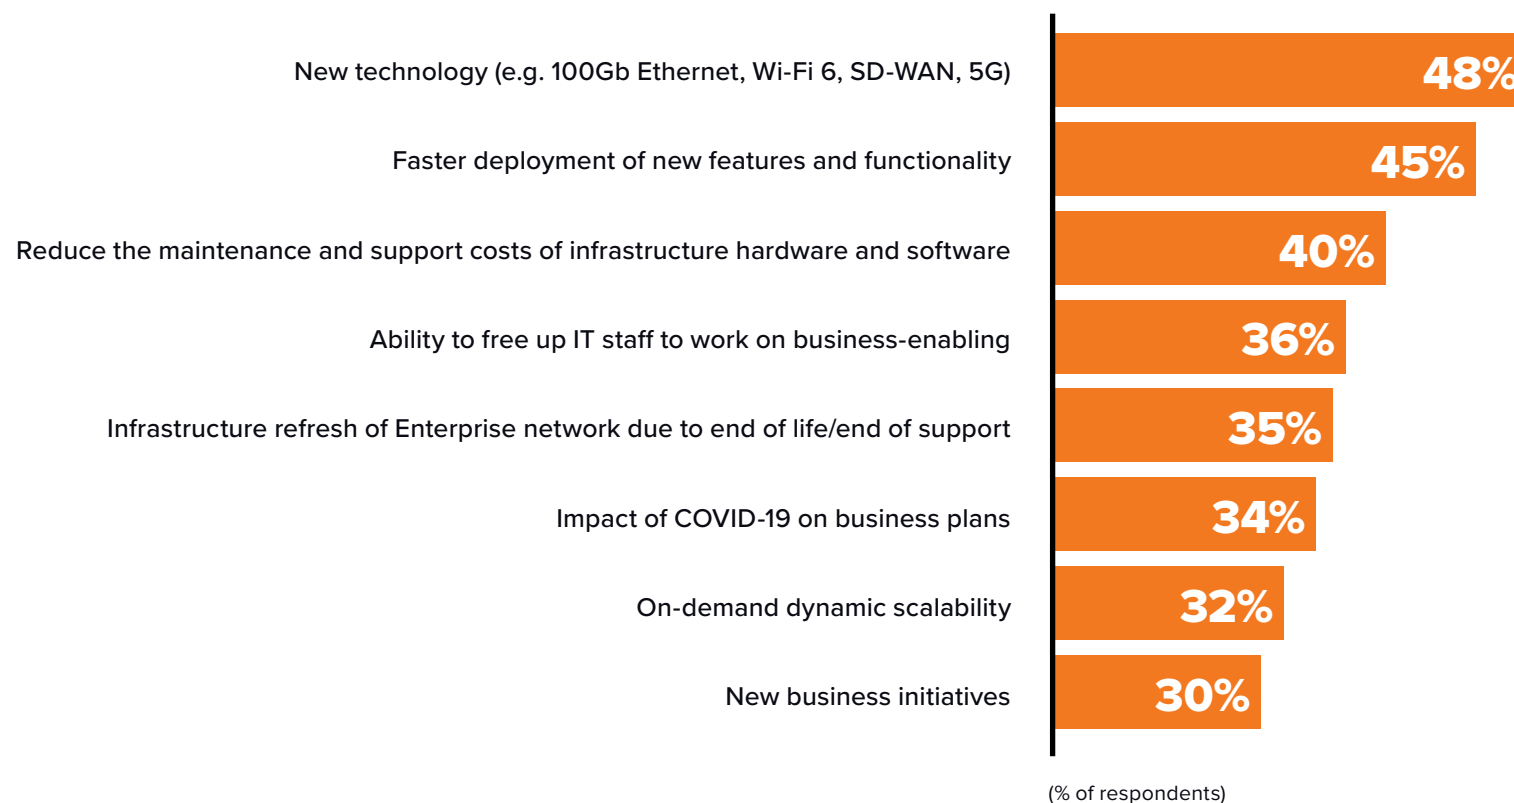 New technology (e.g. 100Gb Ethernet, Wi-Fi 6, SD-WAN, 5G) 48%
Faster deployment of new features and functionality 45%
Reduce the maintenance and support costs of infrastructure hardware and software 40%
Ability to free up IT staff to work on business-enabling 36%
Infrastructure refresh of Enterprise network due to end of life/end of support 35%
Impact of COVID-19 on business plans 34%
On-demand dynamic scalability 32%
New business initiatives 30%
(% of respondents)